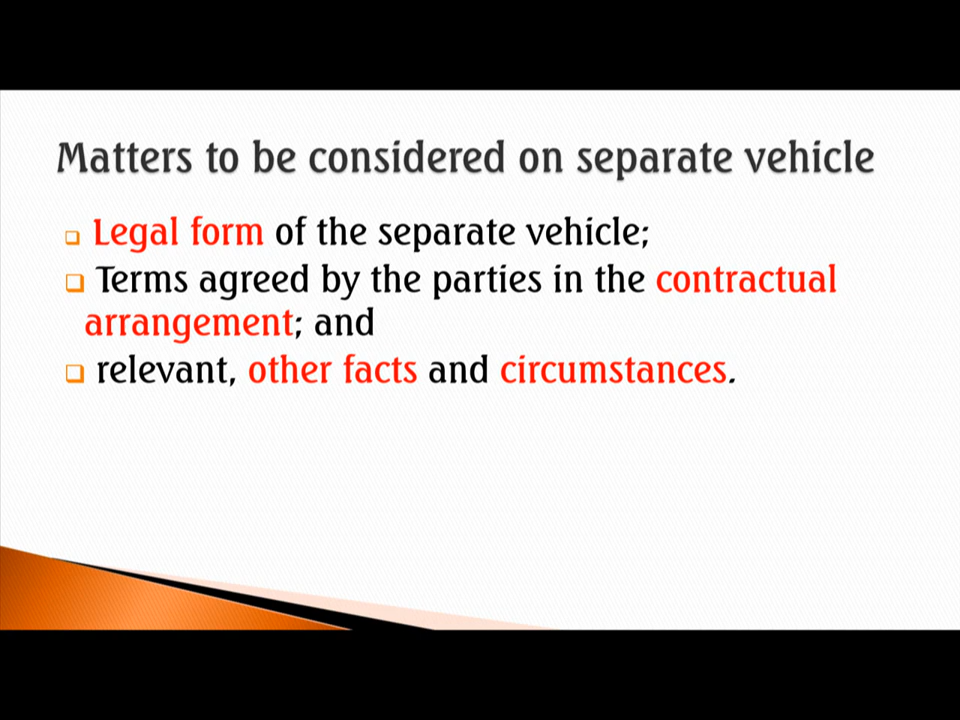 Matters to be considered on separate vehicle
Legal form of the separate vehicle;
Terms agreed by the parties in the contractual
arrangement; and
relevant, other facts and circumstances.